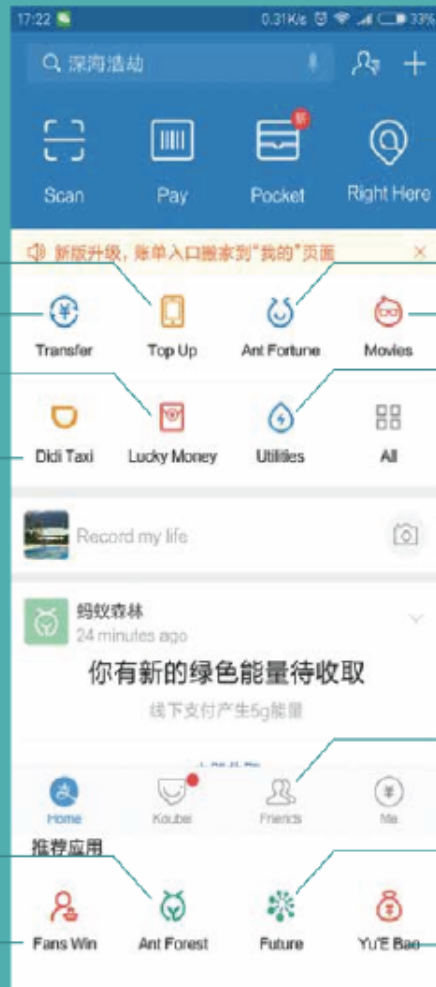 17:22 0.31K/s 33%
深海浩劫
新
Scan Pay Pocket Right Here
新版升级，账单入口搬家到“我的”页面 ×
Transfer Top Up Ant Fortune Movies
Didi Taxi Lucky Money Utilities All
Record my life
蚂蚁森林
24 minutes ago
你有新的绿色能量待收取
线下支付产生5g能量
Home Koubei Friends Me
推荐应用
Fans Win Ant Forest Future Yu'E Bao